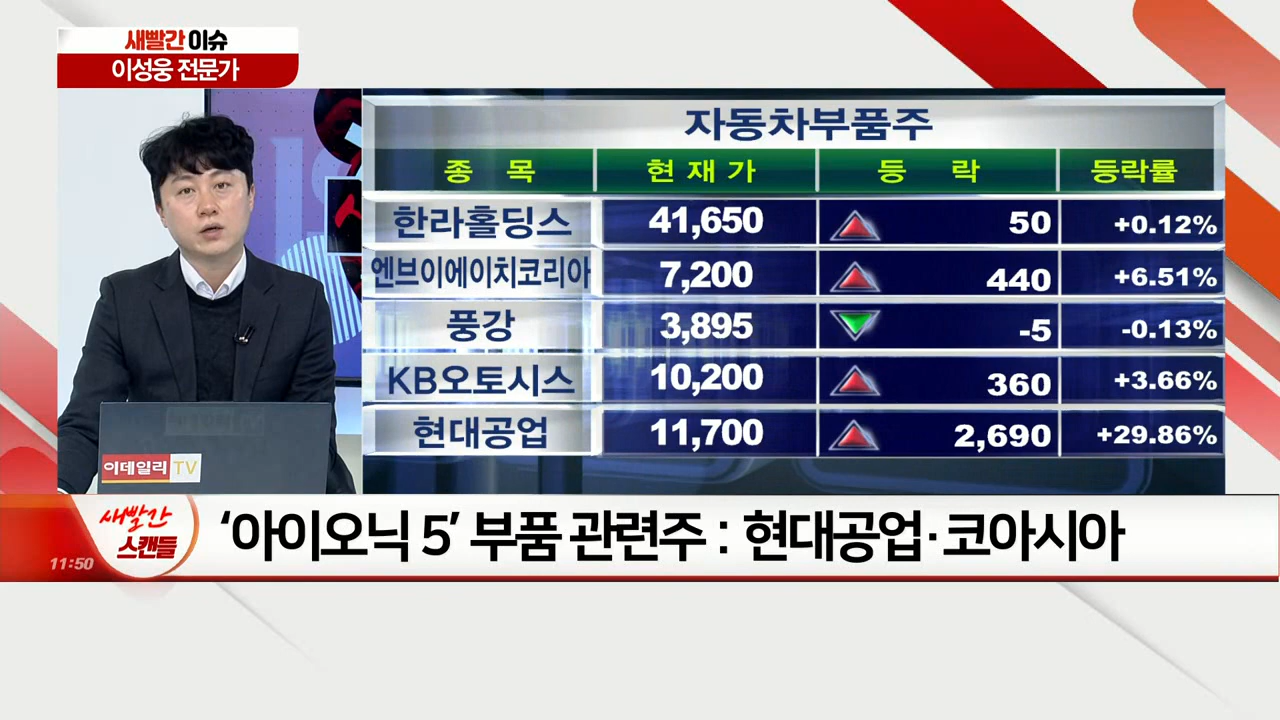 새빨간 이슈
이성웅 전문가
자동차부품주
종 목 현 재 가 등 락 등락률
한라홀딩스 41,650 50 +0.12%
엔브이에이치코리아 7,200 440 +6.51%
풍강 3,895 -5 -0.13%
KB오토시스 10,200 360 +3.66%
현대공업 11,700 2,690 +29.86%
이데일리 TV
새빨간
스캔들
11:50
‘아이오닉 5’ 부품 관련주 : 현대공업·코아시아